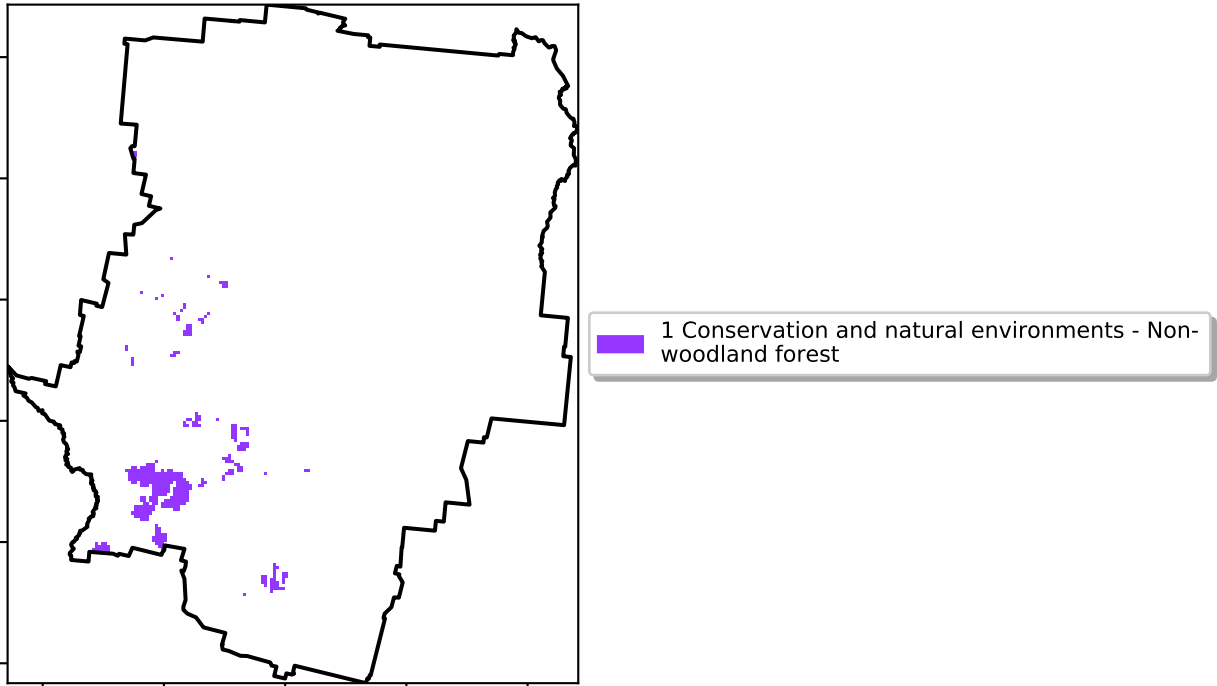 1 Conservation and natural environments - Non-
woodland forest